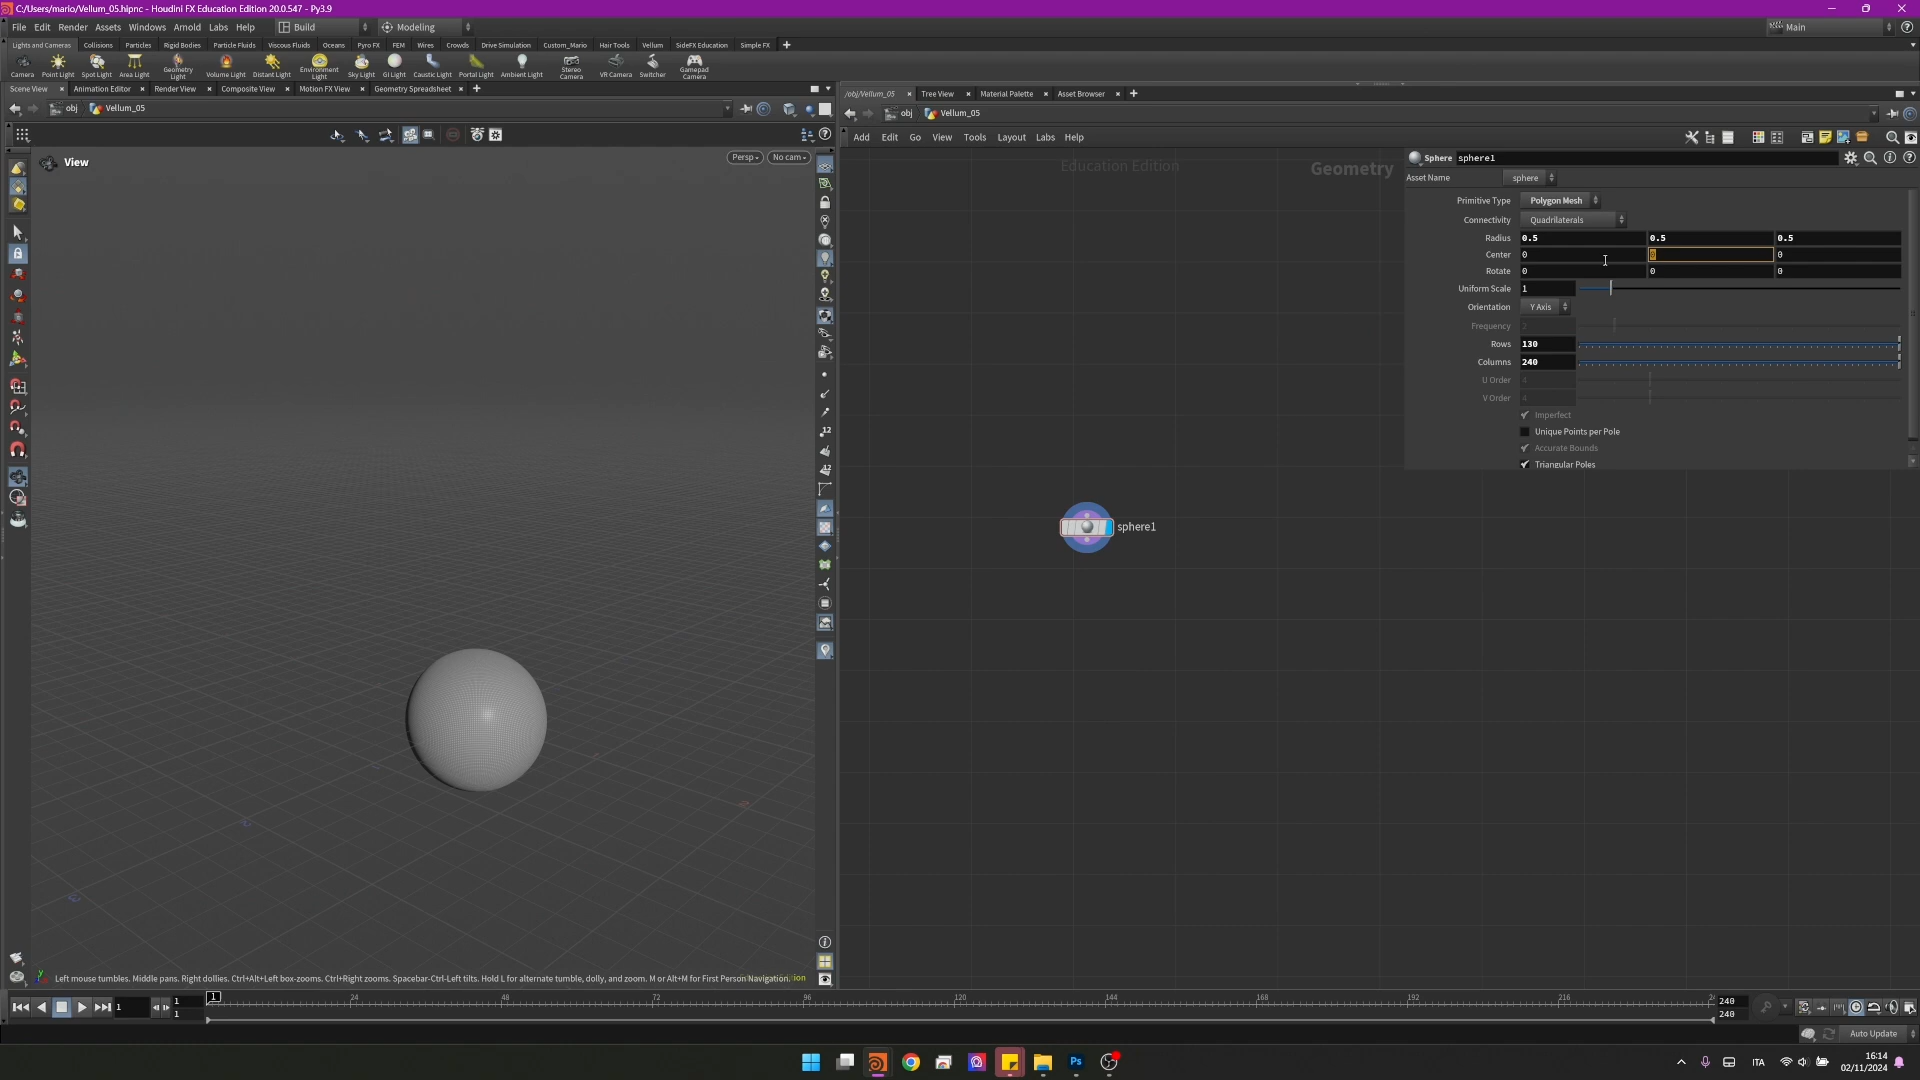 C:/Users/mario/Vellum_05.hipnc - Houdini FX Education Edition 20.0.547 - Py3.9
File Edit Render Assets Windows Arnold Labs Help Build Modeling Main
Lights and Cameras Collisions Particles Rigid Bodies Particle Fluids Viscous Fluids Oceans Pyro FX FEM Wires Crowds Drive Simulation Custom_Mario Hair Tools Vellum SideFX Education Simple FX
Camera Point Light Spot Light Area Light Geometry Light Volume Light Distant Light Environment Light Sky Light GI Light Caustic Light Portal Light Ambient Light Stereo Camera VR Camera Switcher Gamepad Camera
Scene View Animation Editor Render View Composite View Motion FX View Geometry Spreadsheet
/obj/Vellum_05 Tree View Material Palette Asset Browser
obj Vellum_05
obj Vellum_05
Add Edit Go View Tools Layout Labs Help
View Persp No cam
Education Edition Geometry
Sphere sphere1
Asset Name sphere
Primitive Type Polygon Mesh
Connectivity Quadrilaterals
Radius 0.5 0.5 0.5
Center 0 0 0
Rotate 0 0 0
Uniform Scale 1
Orientation Y Axis
Frequency 2
Rows 130
Columns 240
U Order 4
V Order 4
Imperfect
Unique Points per Pole
Accurate Bounds
Triangular Poles
sphere1
Left mouse tumbles. Middle pans. Right dollies. Ctrl+Alt+Left box-zooms. Ctrl+Right zooms. Spacebar-Ctrl-Left tilts. Hold L for alternate tumble, dolly, and zoom. M or Alt+M for First Person Navigation.
1 1 1 1 24 48 72 96 120 144 168 192 216 240 240
Auto Update
ITA 16:14
02/11/2024